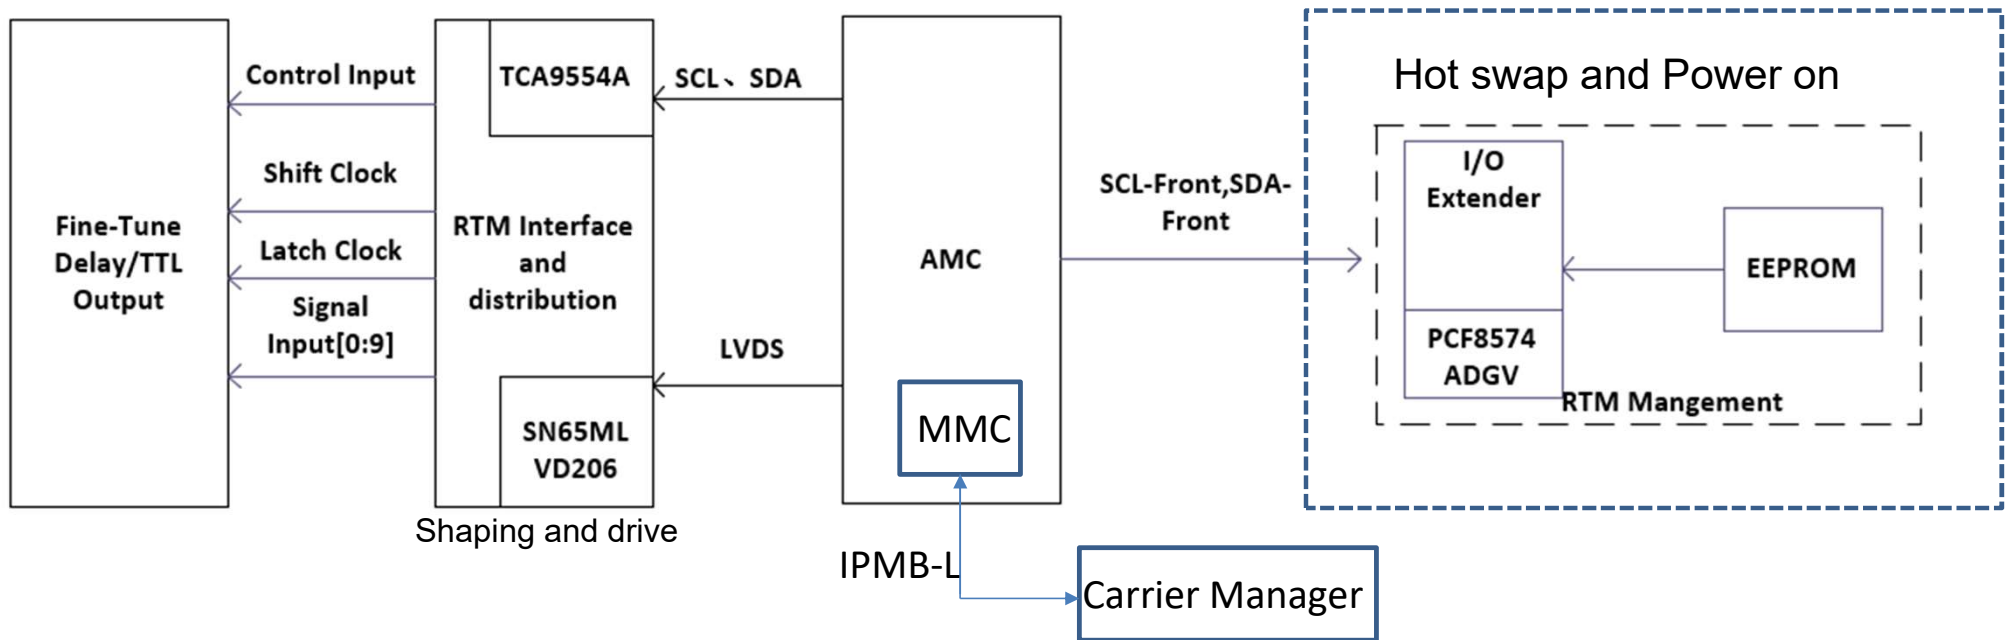 Fine-Tune
Delay/TTL
Output
Control Input
Shift Clock
Latch Clock
Signal
Input[0:9]
TCA9554A
RTM Interface
and
distribution
SN65ML
VD206
Shaping and drive
SCL、SDA
LVDS
AMC
MMC
IPMB-L
Carrier Manager
SCL-Front,SDA-
Front
Hot swap and Power on
I/O
Extender
PCF8574
ADGV
EEPROM
RTM Mangement